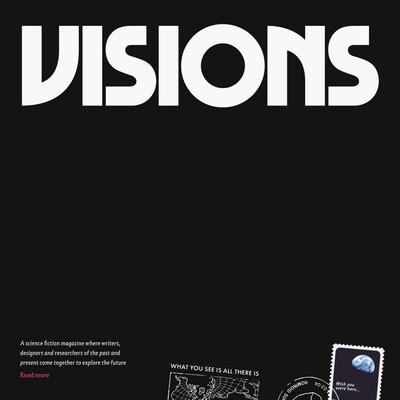 VISIONS
A science fiction magazine where writers,
designers and researchers of the past and
present come together to explore the future
Read more
WHAT YOU SEE IS ALL THERE IS
Wish you
were here...